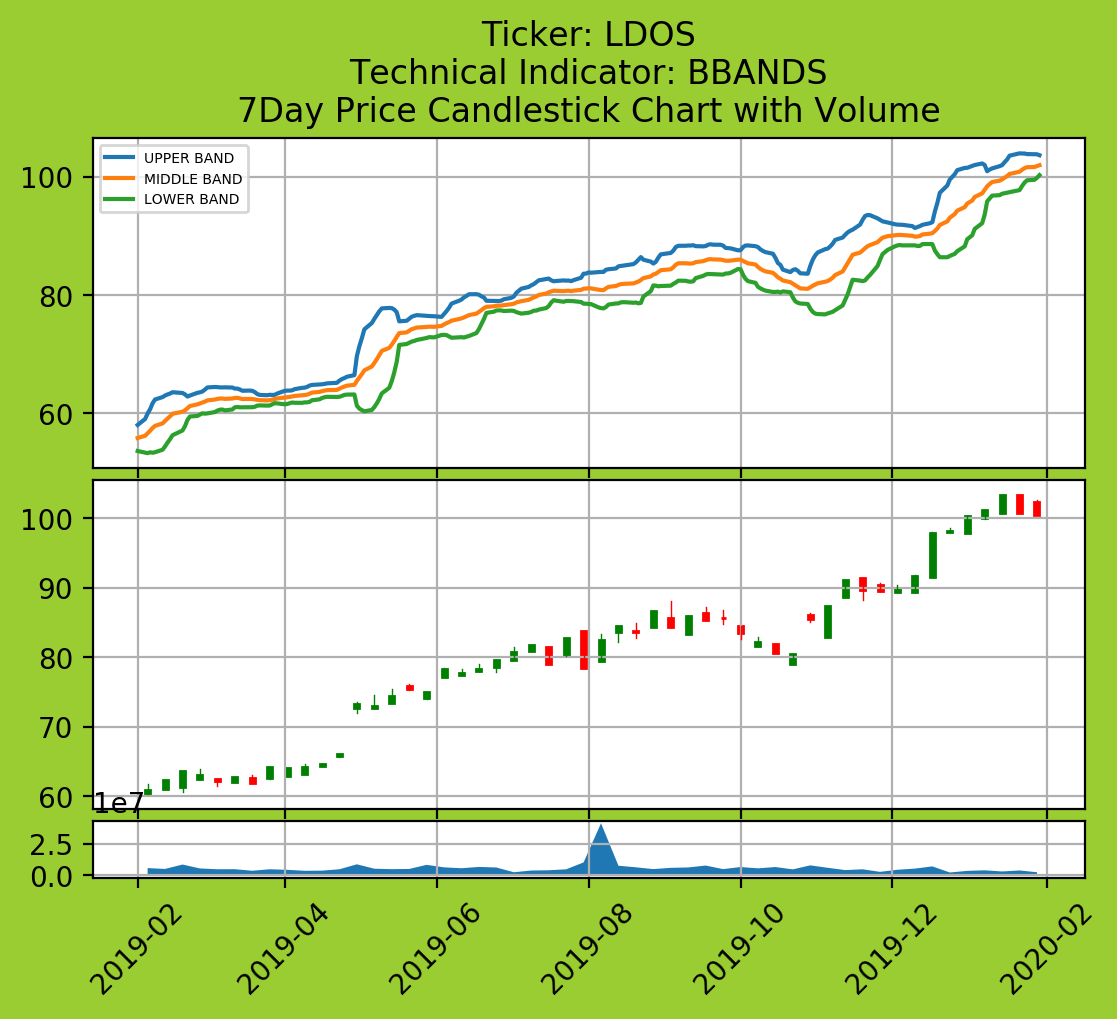 Ticker: LDOS
Technical Indicator: BBANDS
7Day Price Candlestick Chart with Volume
UPPER BAND
MIDDLE BAND
LOWER BAND
100
80
60
100
90
80
70
60
1e7
2.5
0.0
2019-02
2019-04
2019-06
2019-08
2019-10
2019-12
2020-02